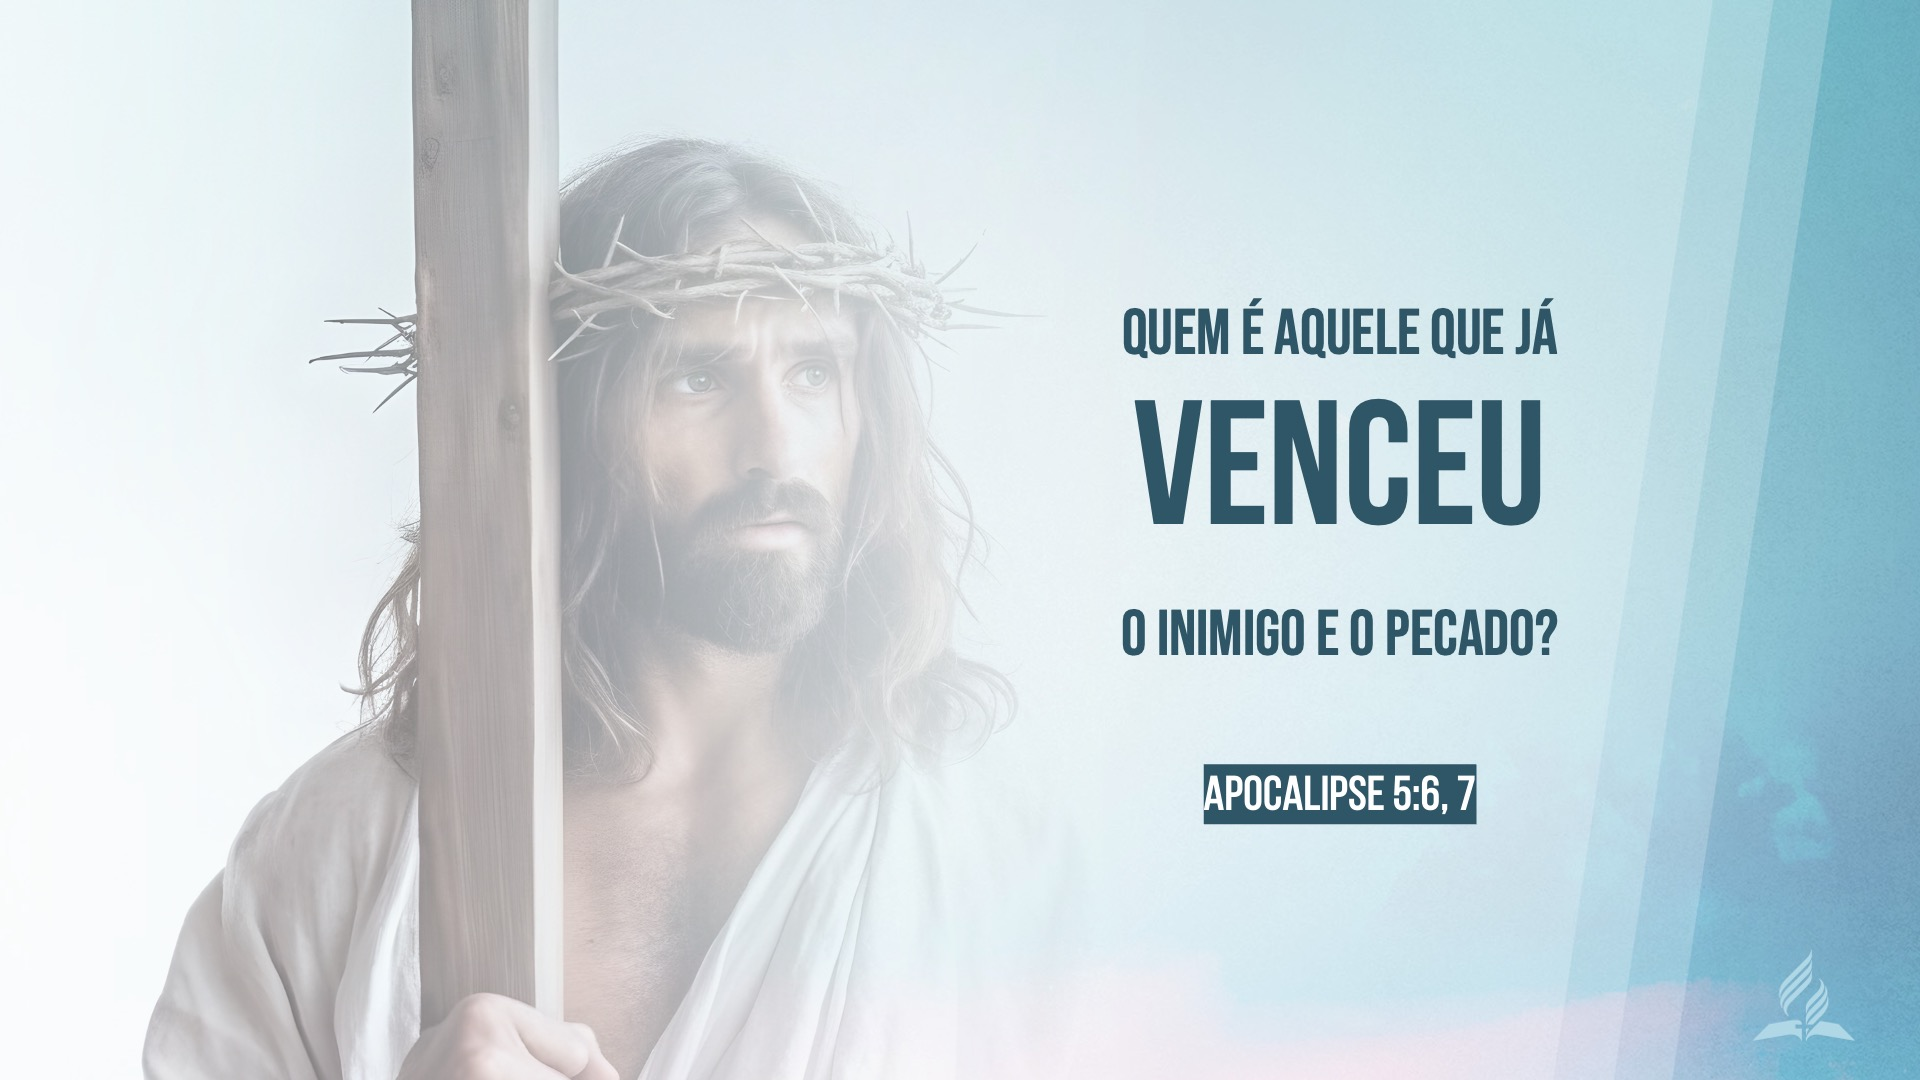 QUEM É AQUELE QUE JÁ
VENCEU
O INIMIGO E O PECADO?
APOCALIPSE 5:6, 7